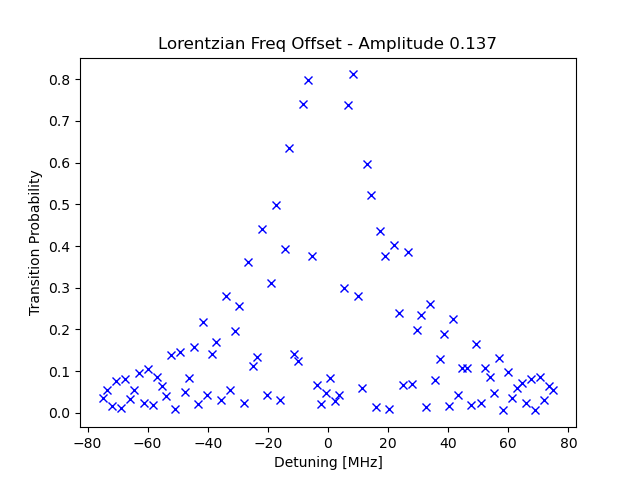 Lorentzian Freq Offset - Amplitude 0.137
Transition Probability
0.8
0.7
0.6
0.5
0.4
0.3
0.2
0.1
0.0
−80 −60 −40 −20 0 20 40 60 80
Detuning [MHz]